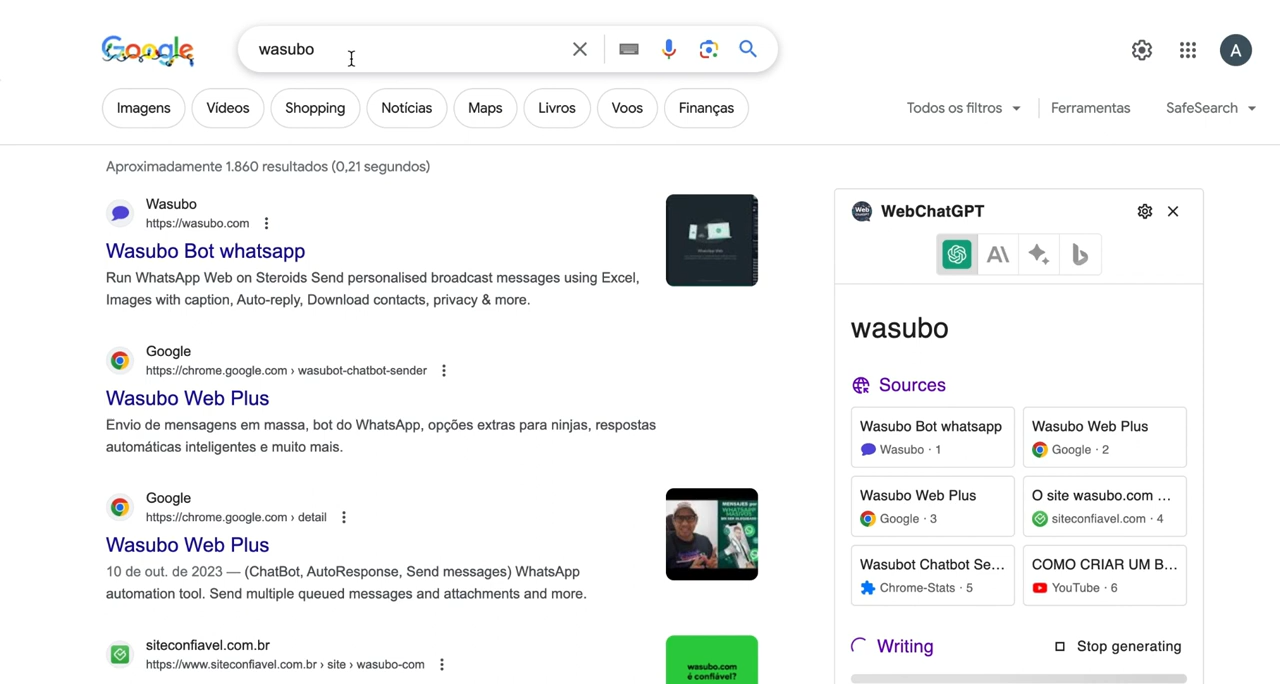 Google
wasubo
A
Imagens
Vídeos
Shopping
Notícias
Maps
Livros
Voos
Finanças
Todos os filtros
Ferramentas
SafeSearch
Aproximadamente 1.860 resultados (0,21 segundos)
Wasubo
https://wasubo.com
Wasubo Bot whatsapp
Run WhatsApp Web on Steroids Send personalised broadcast messages using Excel,
Images with caption, Auto-reply, Download contacts, privacy & more.
Google
https://chrome.google.com › wasubot-chatbot-sender
Wasubo Web Plus
Envio de mensagens em massa, bot do WhatsApp, opções extras para ninjas, respostas
automáticas inteligentes e muito mais.
Google
https://chrome.google.com › detail
Wasubo Web Plus
10 de out. de 2023 — (ChatBot, AutoResponse, Send messages) WhatsApp
automation tool. Send multiple queued messages and attachments and more.
siteconfiavel.com.br
https://www.siteconfiavel.com.br › site › wasubo-com
wasubo.com
é confiável?
WebChatGPT
wasubo
Sources
Wasubo Bot whatsapp
Wasubo · 1
Wasubo Web Plus
Google · 2
Wasubo Web Plus
Google · 3
O site wasubo.com ...
siteconfiavel.com · 4
Wasubot Chatbot Se...
Chrome-Stats · 5
COMO CRIAR UM B...
YouTube · 6
Writing
Stop generating